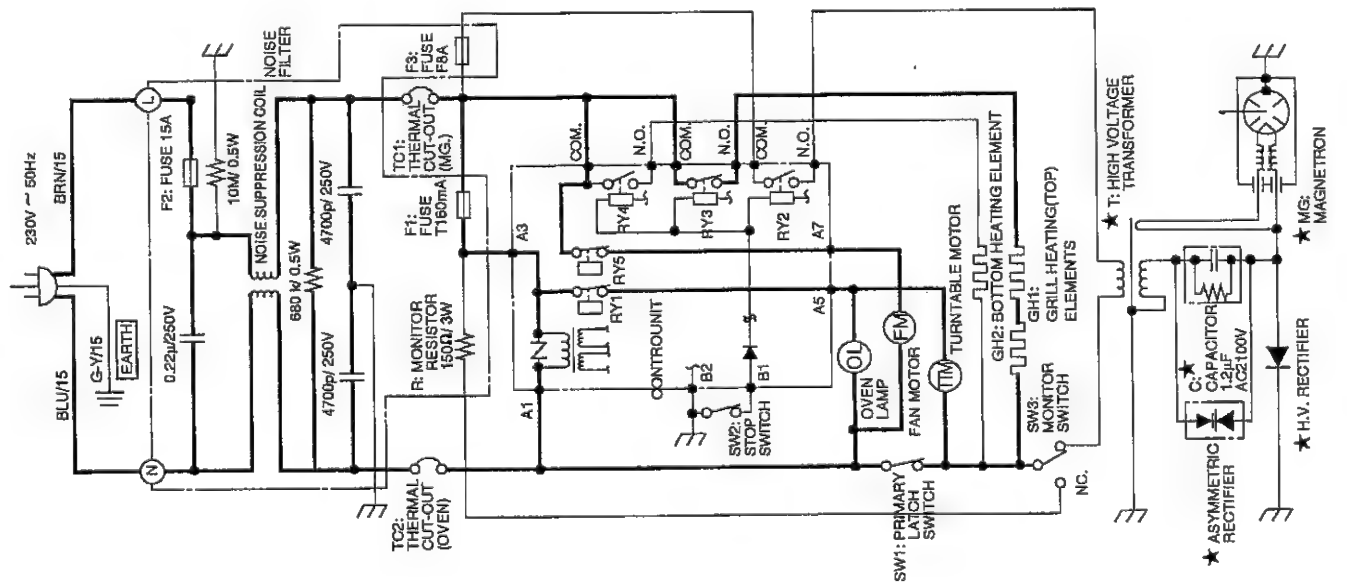 230V ~ 50Hz
BRN/15
BLU/15
G-Y/15
EARTH
L
N
F2: FUSE 15A
0.22µ/250V
10M/ 0.5W
NOISE
FILTER
NOISE SUPPRESSION COIL
680 k/ 0.5W
4700p/ 250V
4700p/ 250V
TC1:
THERMAL
CUT-OUT
(MG.)
TC2:
THERMAL
CUT-OUT
(OVEN)
F3:
FUSE
F8A
F1:
FUSE
T160mA
R: MONITOR
RESISTOR
150Ω/ 3W
A3
A1
COM.
N.O.
COM.
N.O.
COM.
N.O.
RY4
RY3
RY2
RY5
RY1
CONTROUNIT
A7
A5
B2
B1
SW2:
STOP
SWITCH
OL
OVEN
LAMP
FM
FAN MOTOR
TTM
TURNTABLE MOTOR
GH2: BOTTOM HEATING ELEMENT
GH1:
GRILL HEATING(TOP)
ELEMENTS
SW1: PRIMARY
LATCH
SWITCH
SW3:
MONITOR
SWITCH
NC.
★ T: HIGH VOLTAGE
TRANSFORMER
★ MG:
MAGNETRON
★
C:
CAPACITOR
1.2µF
AC2100V
★ ASYMMETRIC
RECTIFIER
★ H.V. RECTIFIER